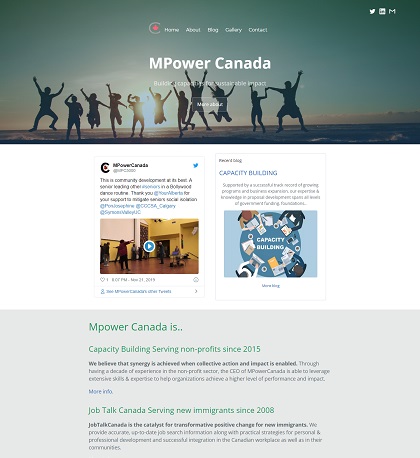 Home About Blog Gallery Contact
MPower Canada
Building capacities for sustainable impact
More about
MPowerCanada
@MPC2000
This is community development at its best. A
senior leading other #seniors in a Bollywood
dance routine. Thank you @YourAlberta for
your support to mitigate seniors social isolation
@PonJosephine @CCCSA_Calgary
@SymonsValleyUC
1 6:07 PM - Nov 21, 2019
See MPowerCanada's other Tweets
Recent blog
CAPACITY BUILDING
Supported by a successful track record of growing
programs and business expansion, our expertise &
knowledge in proposal development spans all levels
of government funding, foundations...
CAPACITY
BUILDING
More blog
Mpower Canada is..
Capacity Building Serving non-profits since 2015
We believe that synergy is achieved when collective action and impact is enabled. Through
having a decade of experience in the non-profit sector, the CEO of MPowerCanada is able to leverage
extensive skills & expertise to help organizations achieve a higher level of performance and impact.
More info.
Job Talk Canada Serving new immigrants since 2008
JobTalkCanada is the catalyst for transformative positive change for new immigrants. We
provide accurate, up-to-date job search information along with practical strategies for personal &
professional development and successful integration in the Canadian workplace as well as in their
communities.